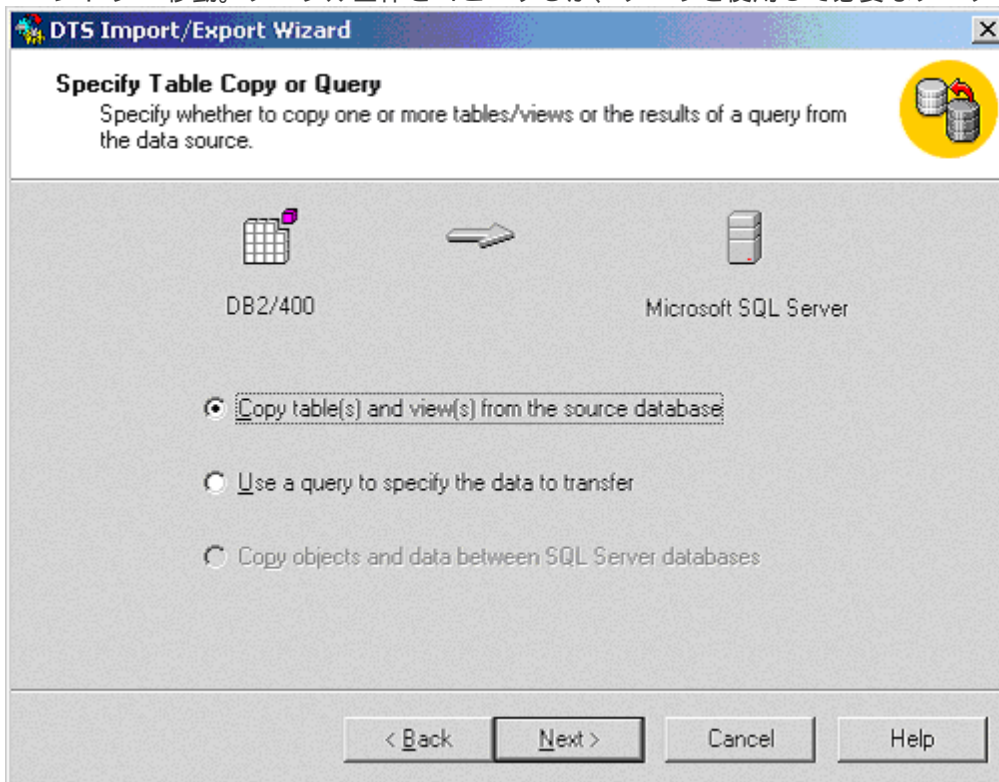 DTS Import/Export Wizard
Specify Table Copy or Query
Specify whether to copy one or more tables/views or the results of a query from
the data source.
DB2/400
Microsoft SQL Server
Copy table(s) and view(s) from the source database
Use a query to specify the data to transfer
Copy objects and data between SQL Server databases
< Back
Next >
Cancel
Help